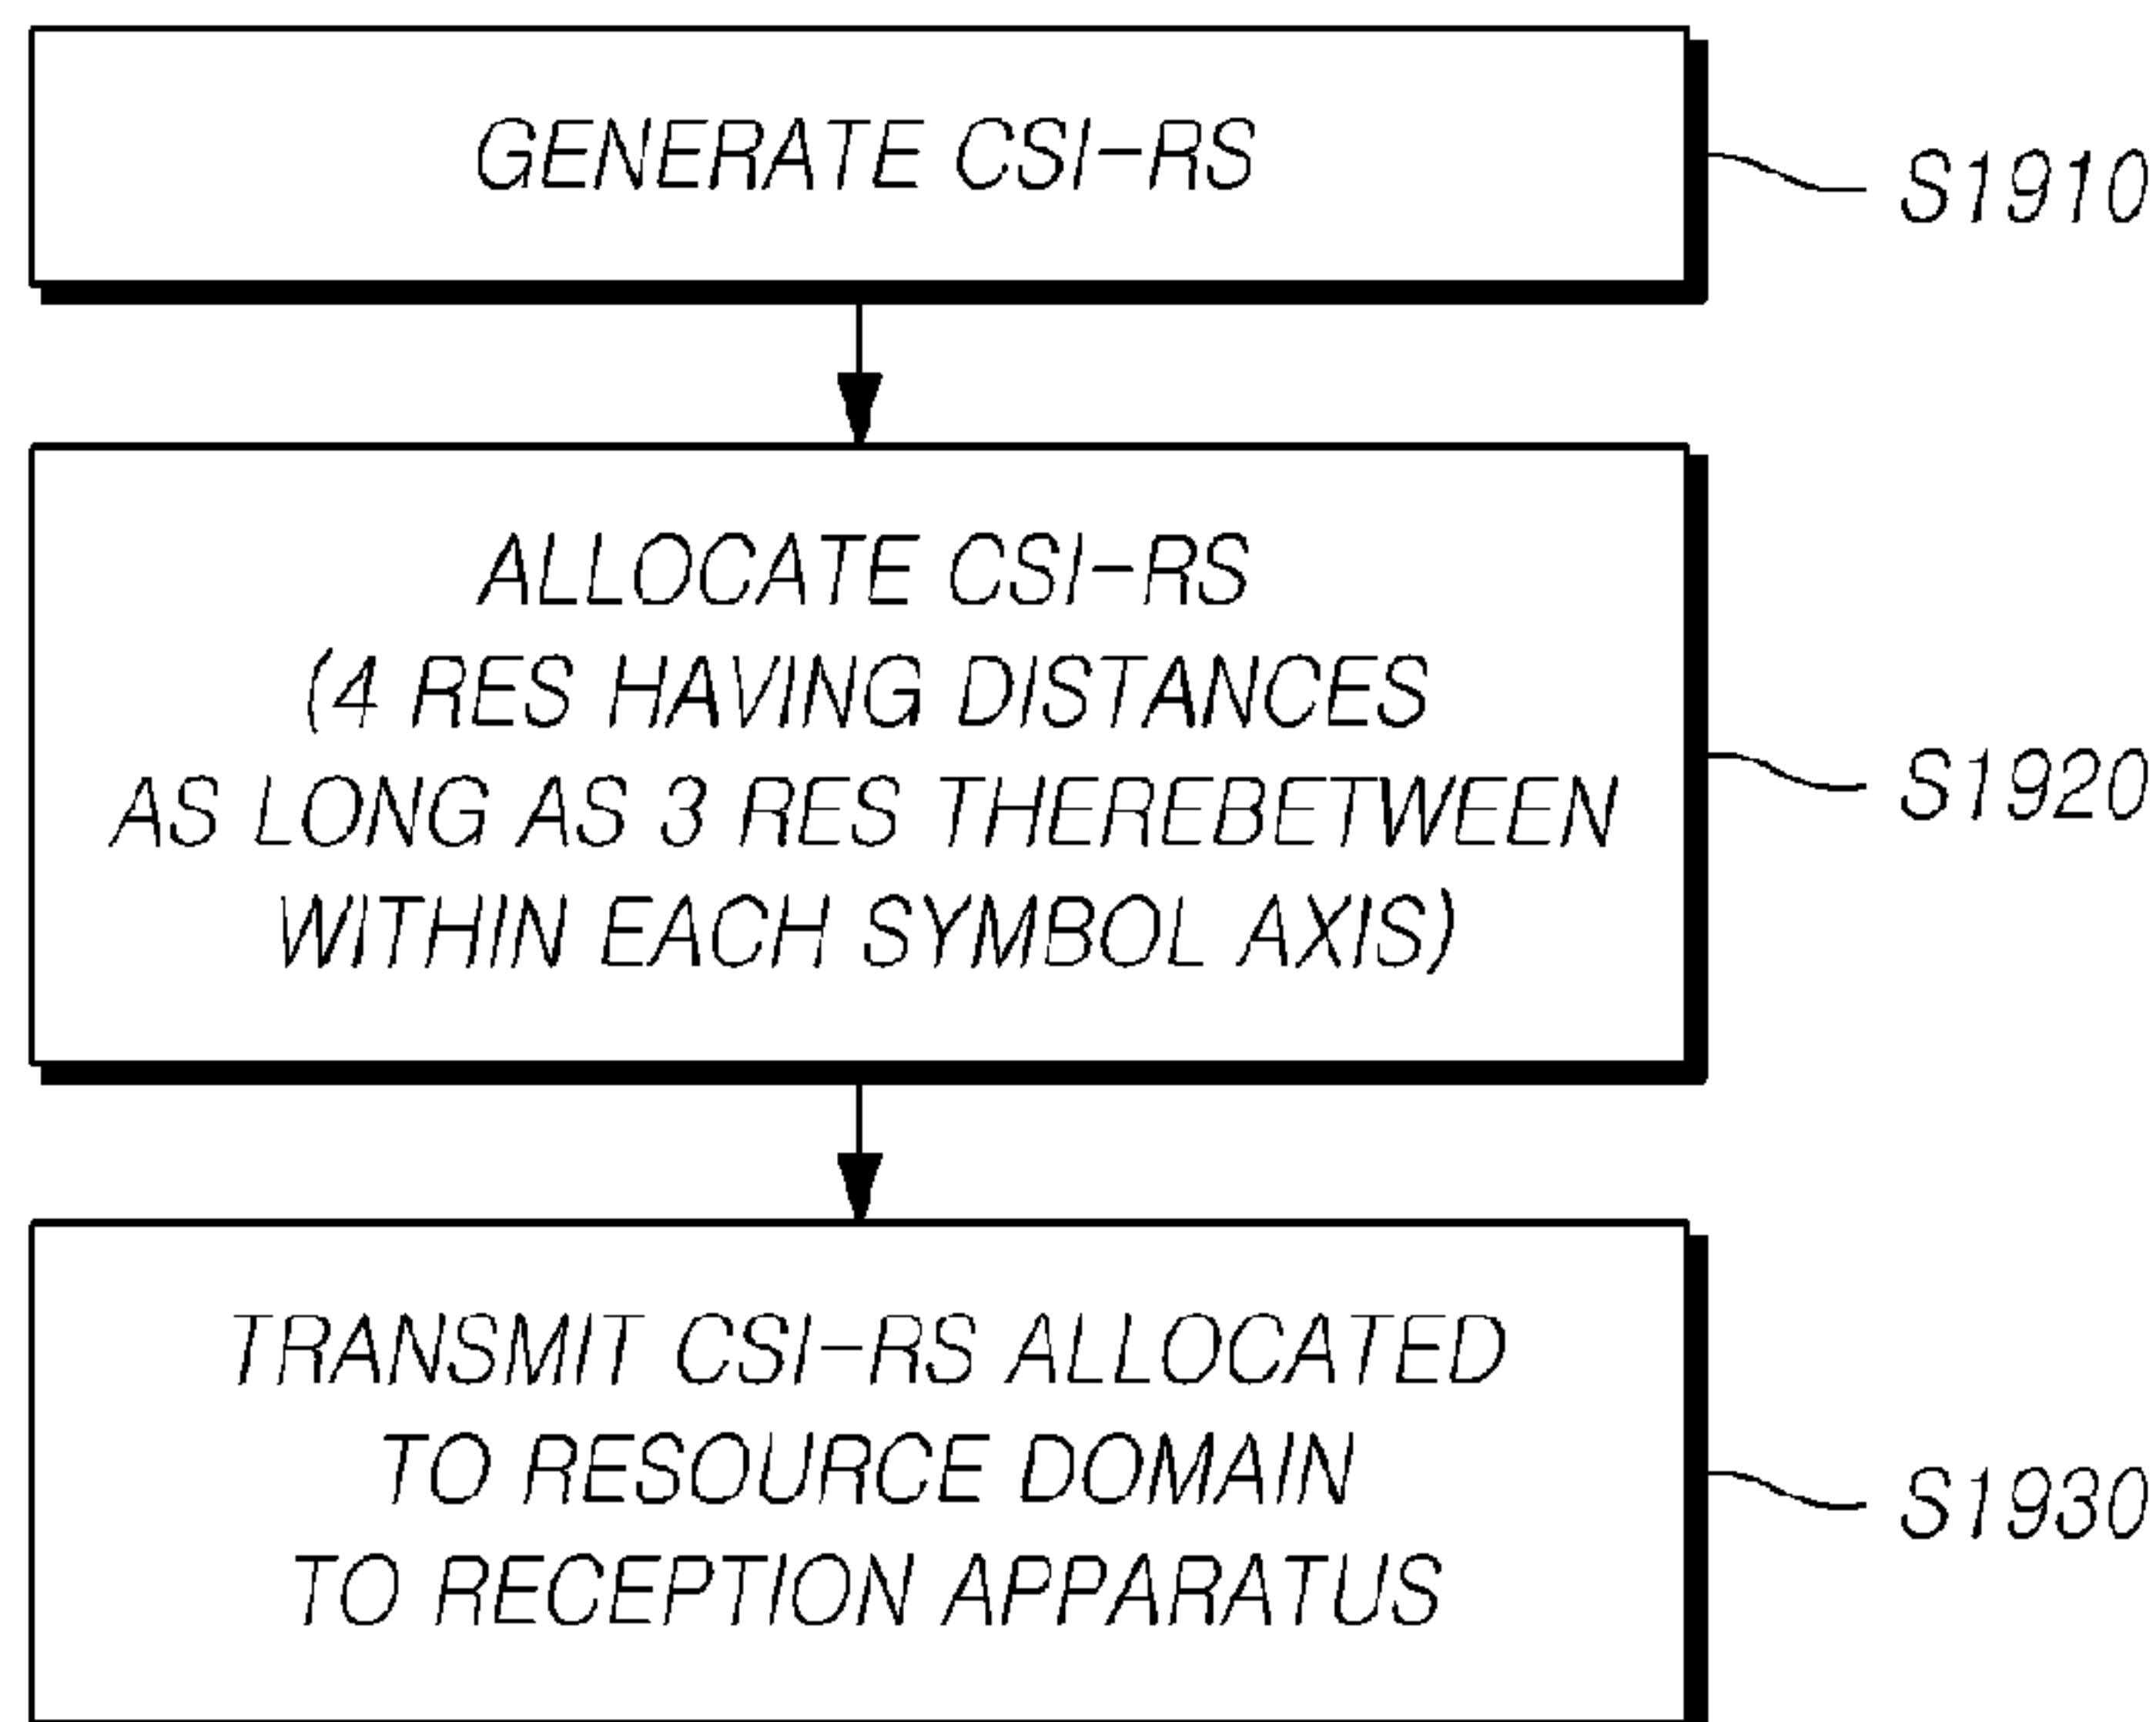 GENERATE CSI-RS
S1910
ALLOCATE CSI-RS
(4 RES HAVING DISTANCES
AS LONG AS 3 RES THEREBETWEEN
WITHIN EACH SYMBOL AXIS)
S1920
TRANSMIT CSI-RS ALLOCATED
TO RESOURCE DOMAIN
TO RECEPTION APPARATUS
S1930